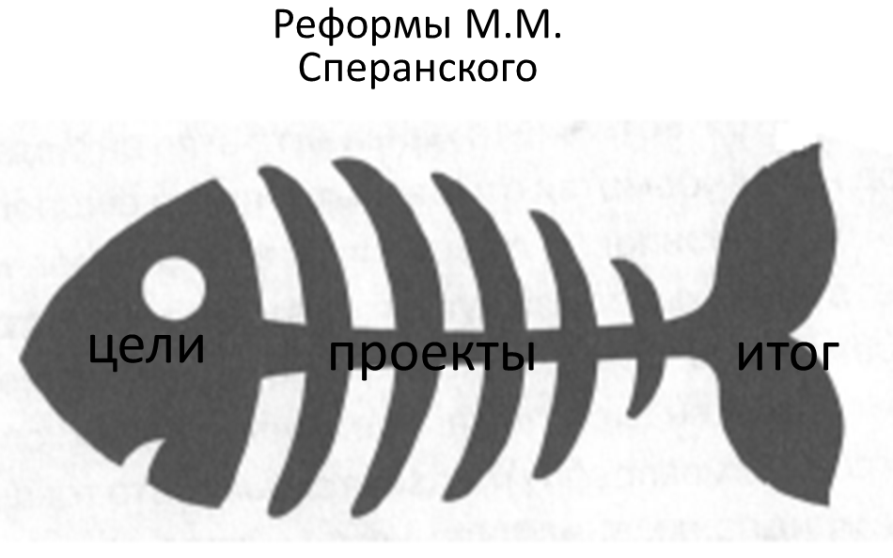 Реформы М.М.
Сперанского
цели
проекты
итог